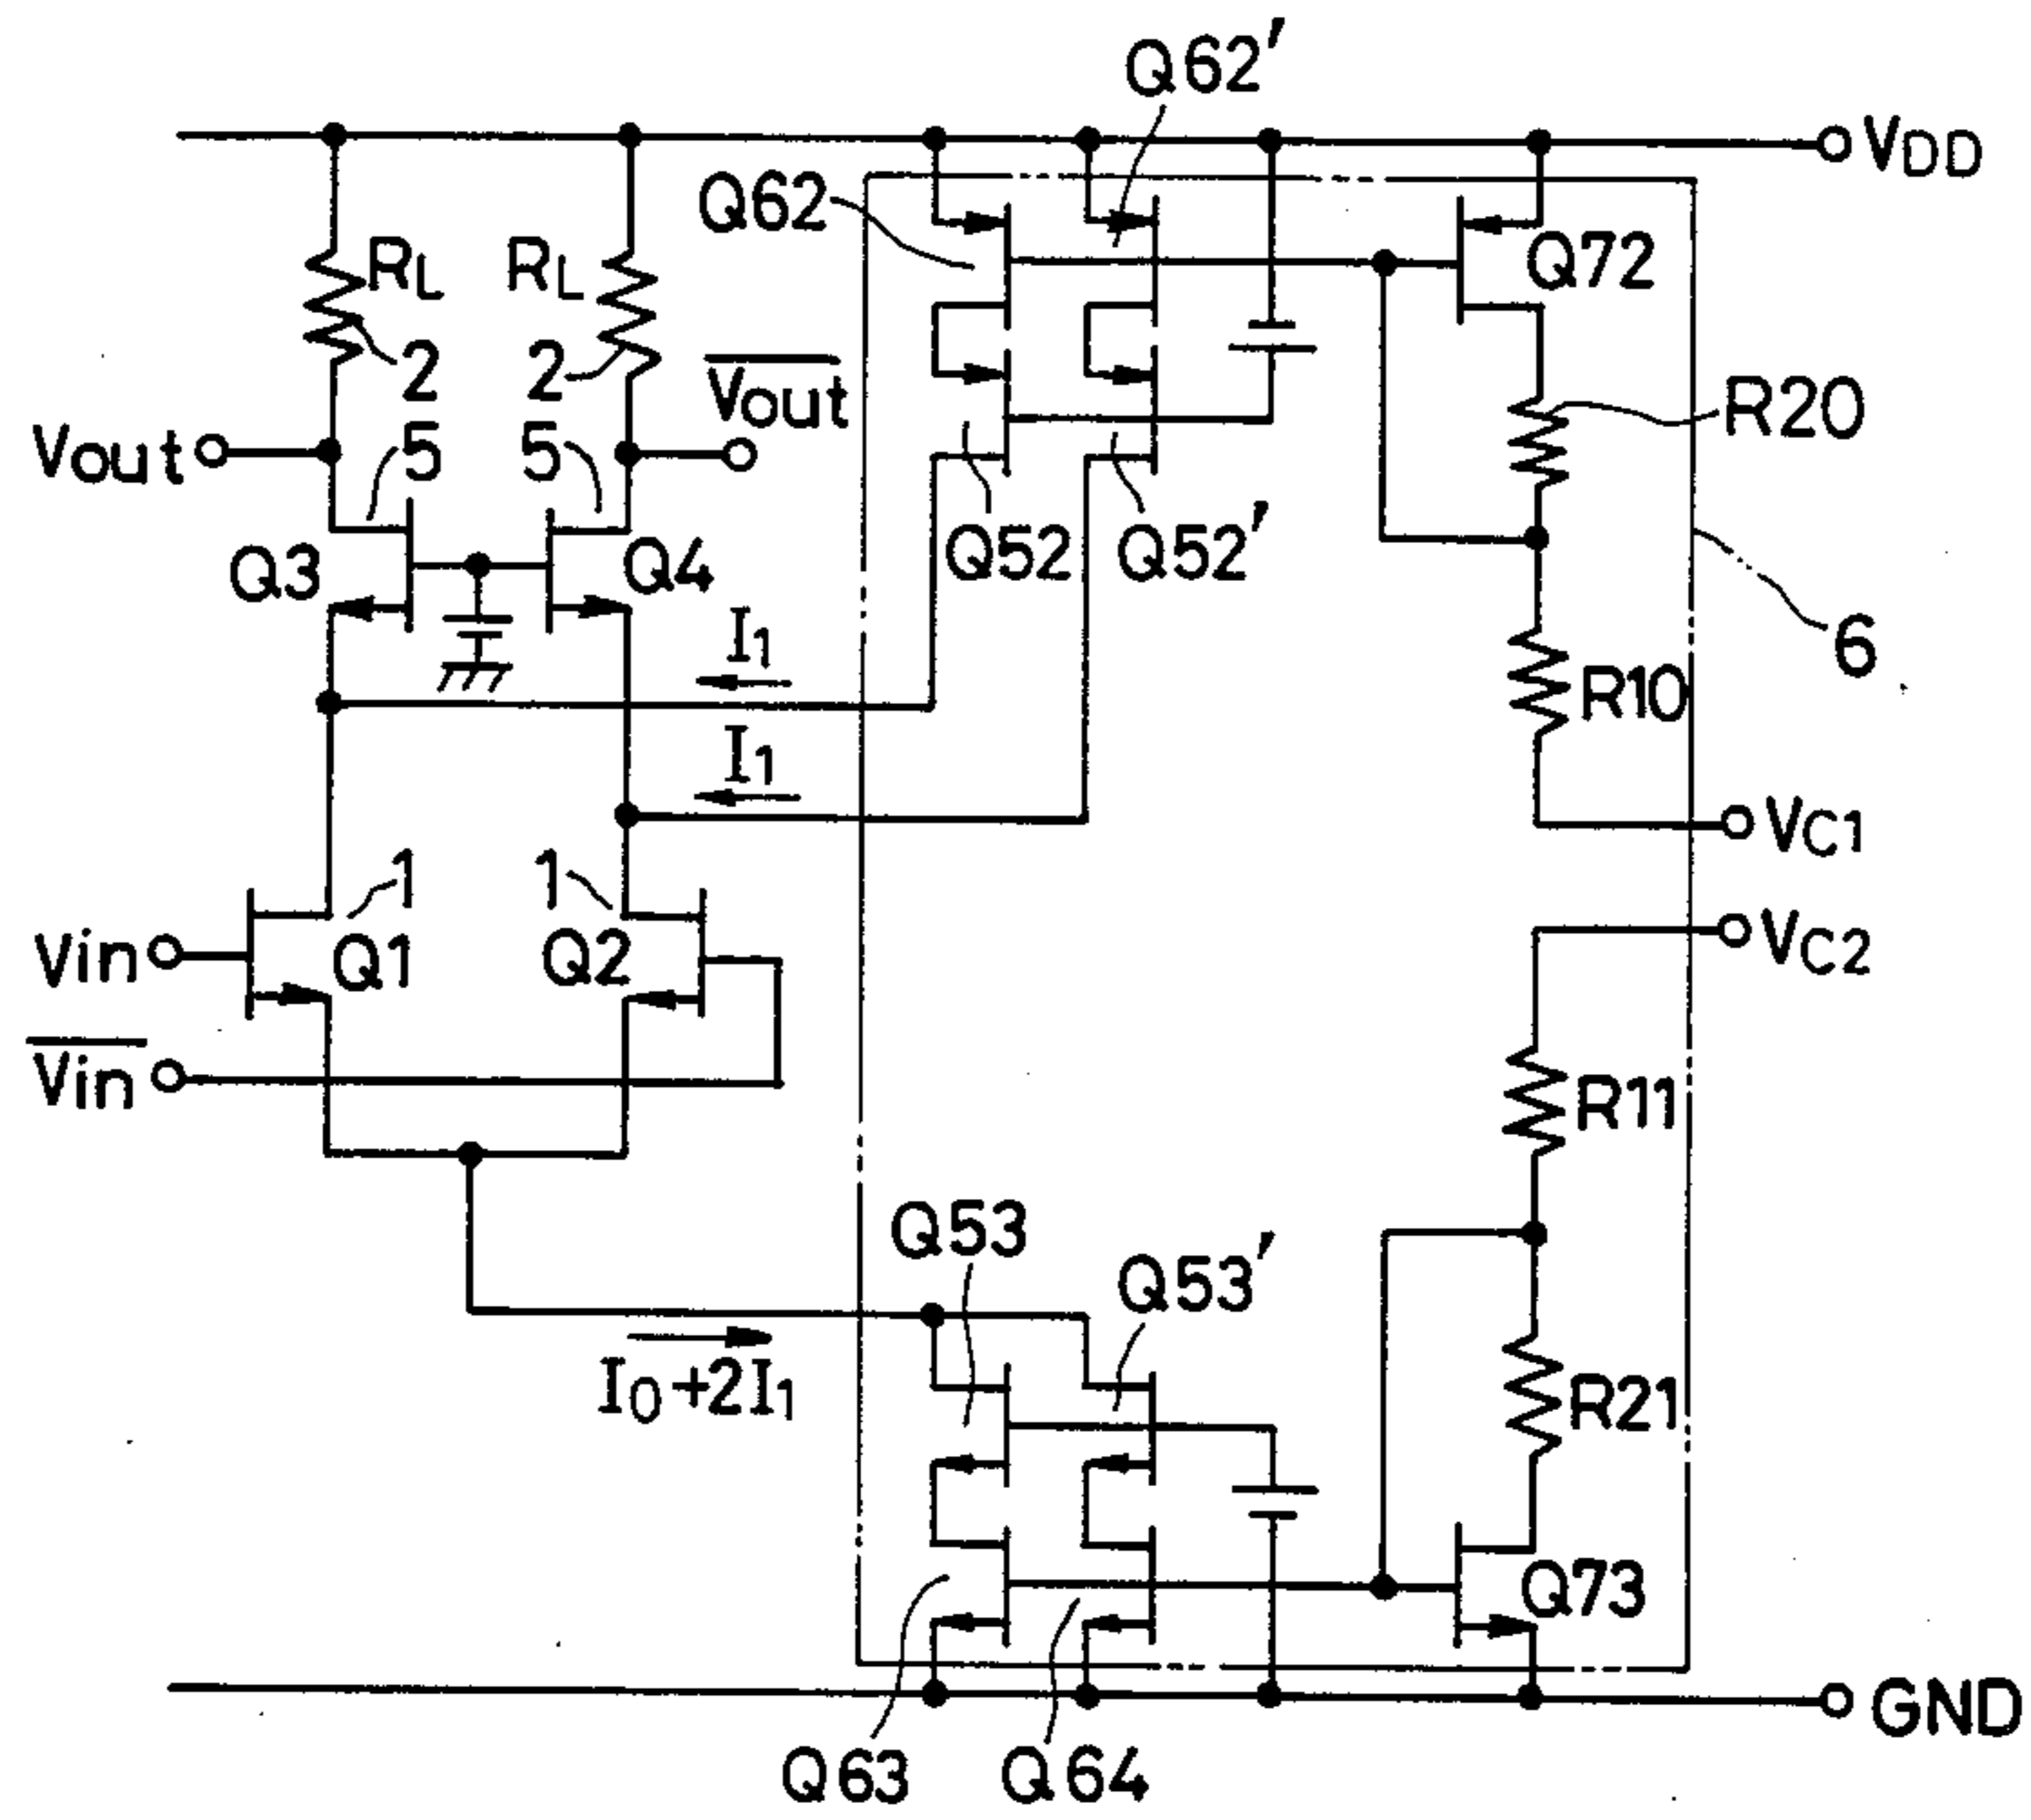 Q62'
VDD
Q62
Q72
RL
RL
2
2
Vout
R20
Vout
5
5
Q3
Q4
Q52
Q52'
I1
6
R10
I1
VC1
1
1
VC2
Vin
Q1
Q2
Vin
R11
Q53
Q53'
I0+2I1
R21
Q73
GND
Q63
Q64